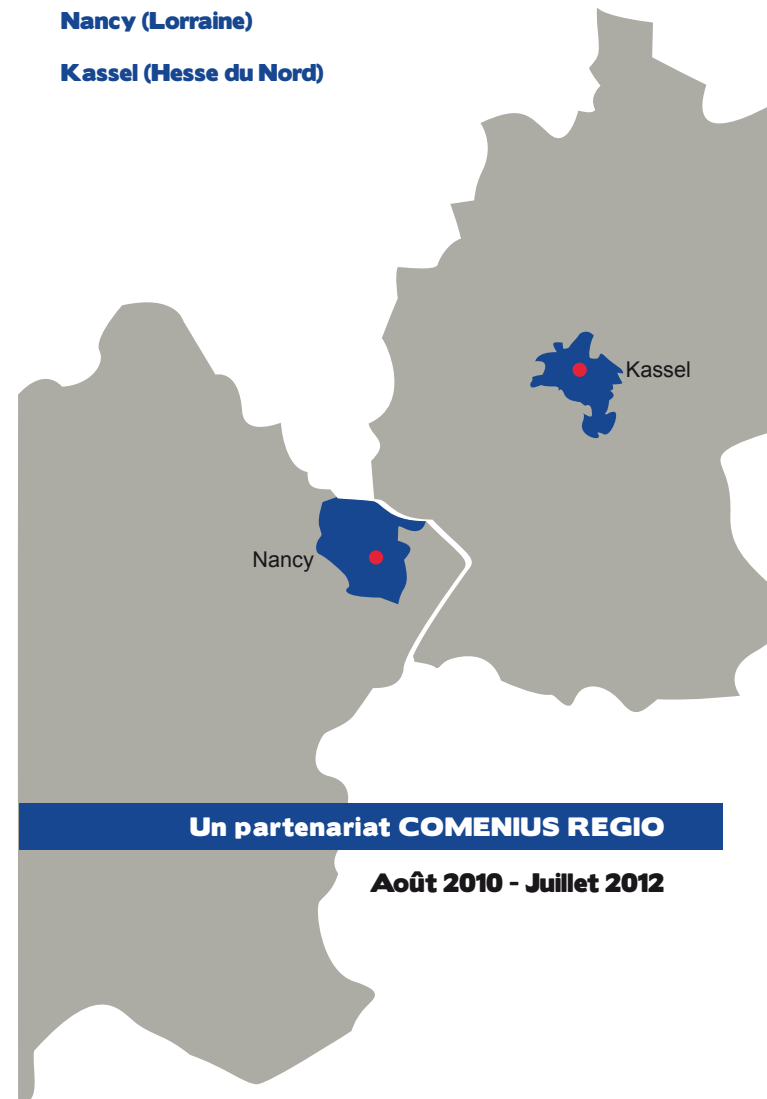 Nancy (Lorraine)
Kassel (Hesse du Nord)
Kassel
Nancy
Un partenariat COMENIUS REGIO
Août 2010 - Juillet 2012